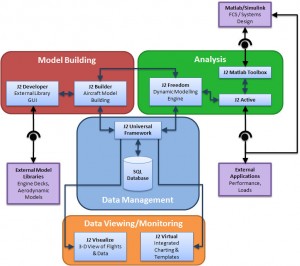 Matlab/Simulink
FCS / Systems
Design
Model Building
Analysis
J2 Developer
External Library
GUI
J2 Builder
Aircraft Model
Building
J2 Freedom
Dynamic Modelling
Engine
J2 Matlab Toolbox
J2 Active
J2 Universal
Framework
SQL
Database
External Model
Libraries:
Engine Decks,
Aerodynamic
Models
External
Applications
Performance,
Loads
Data Management
Data Viewing/Monitoring
J2 Visualize
3-D View of Flights
& Data
J2 Virtual
Integrated
Charting &
Templates